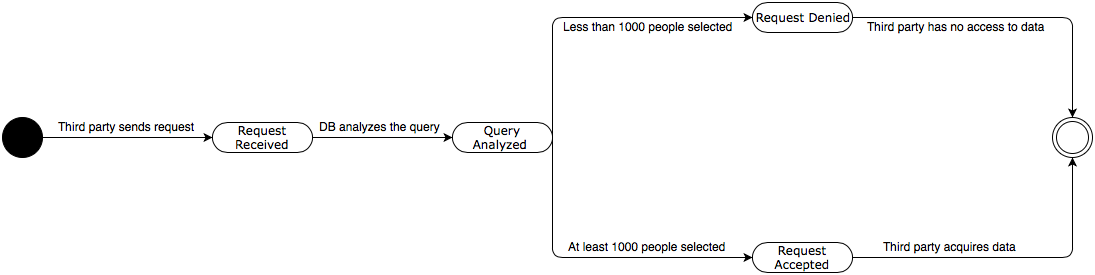 Less than 1000 people selected
Request Denied
Third party has no access to data
Third party sends request
Request
Received
DB analyzes the query
Query
Analyzed
At least 1000 people selected
Request
Accepted
Third party acquires data